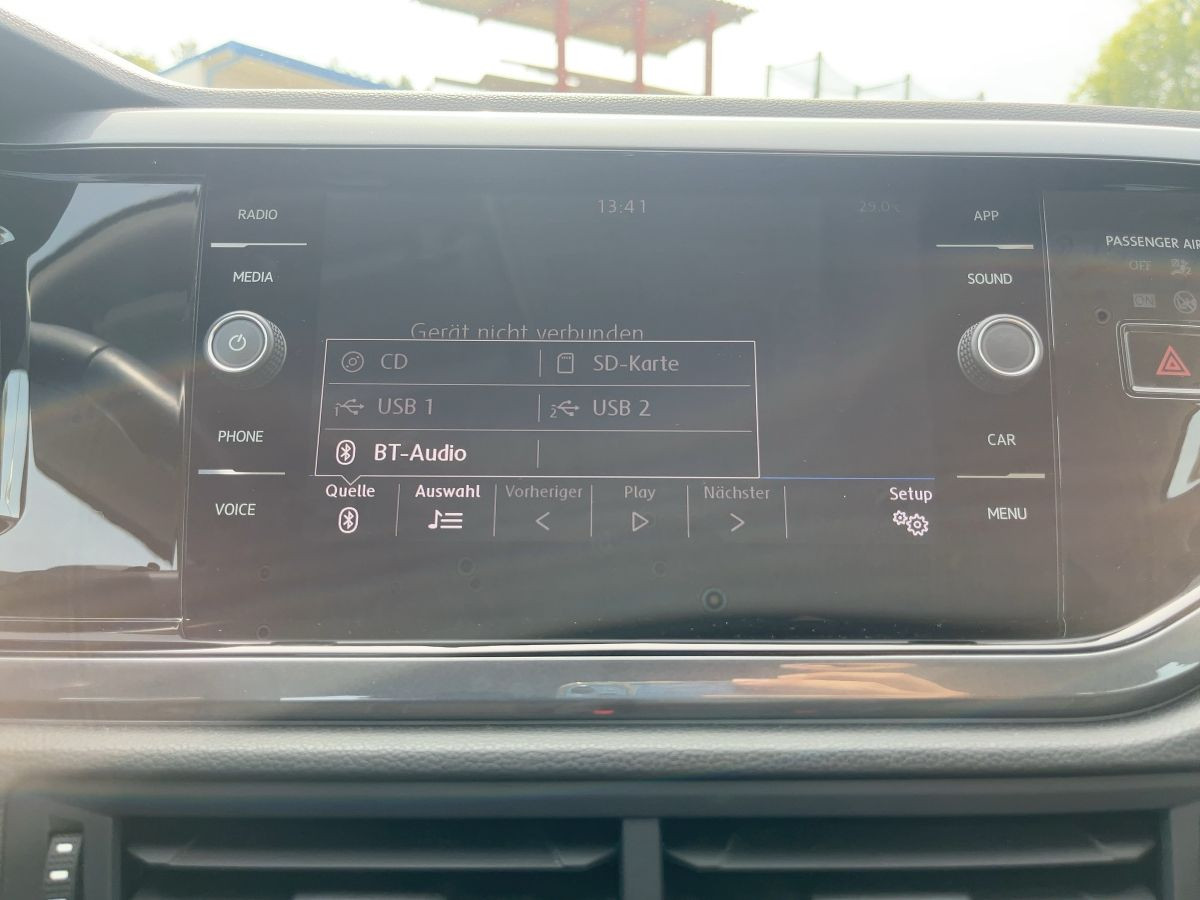 RADIO
MEDIA
PHONE
VOICE
13:41
29.0
Gerät nicht verbunden
CD
SD-Karte
1 USB 1
2 USB 2
BT-Audio
Quelle
Auswahl
Vorheriger
Play
Nächster
Setup
APP
SOUND
CAR
MENU
PASSENGER AIR
OFF
ON